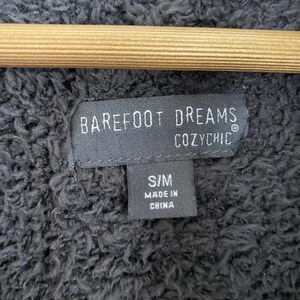 BAREFOOT DREAMS
COZYCHIC®
S/M
MADE IN
CHINA